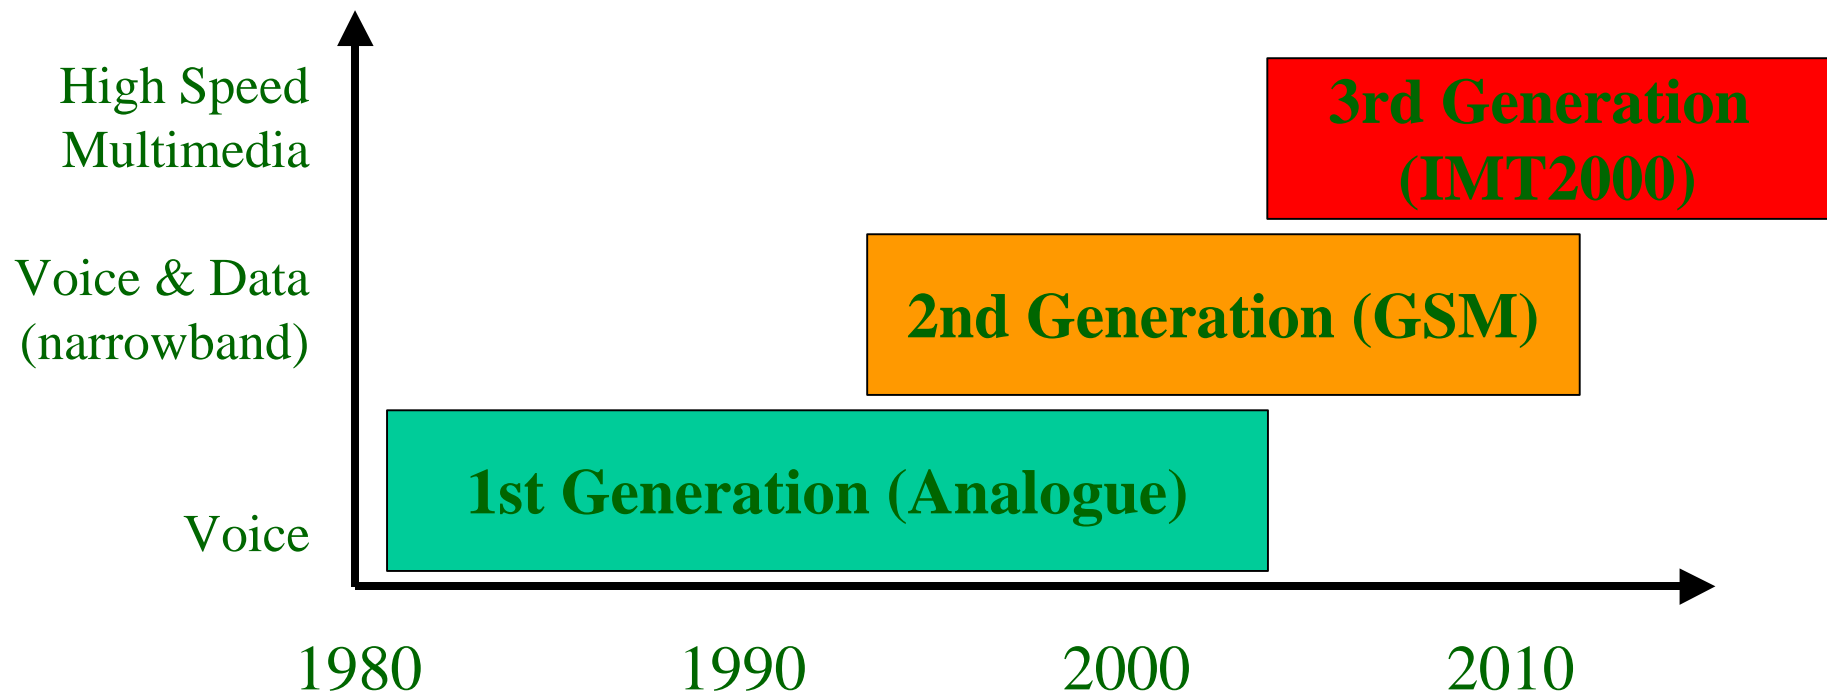 High Speed
Multimedia
3rd Generation
(IMT2000)
Voice & Data
(narrowband)
2nd Generation (GSM)
1st Generation (Analogue)
Voice
1980 1990 2000 2010